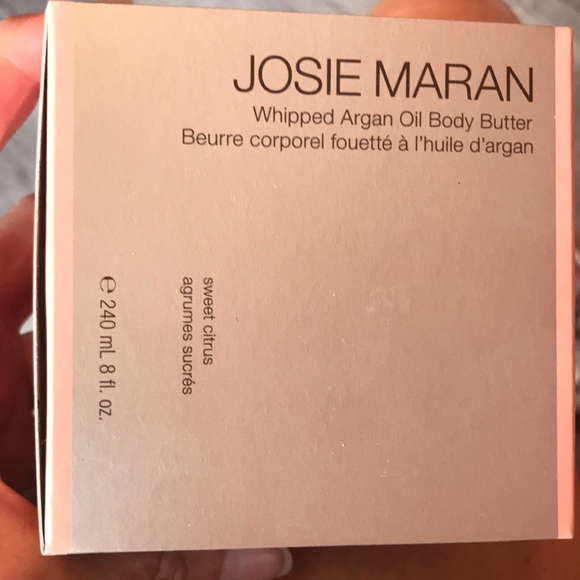 JOSIE MARAN
Whipped Argan Oil Body Butter
Beurre corporel fouetté à l'huile d'argan
sweet citrus
agrumes sucrés
℮ 240 mL 8 fl. oz.